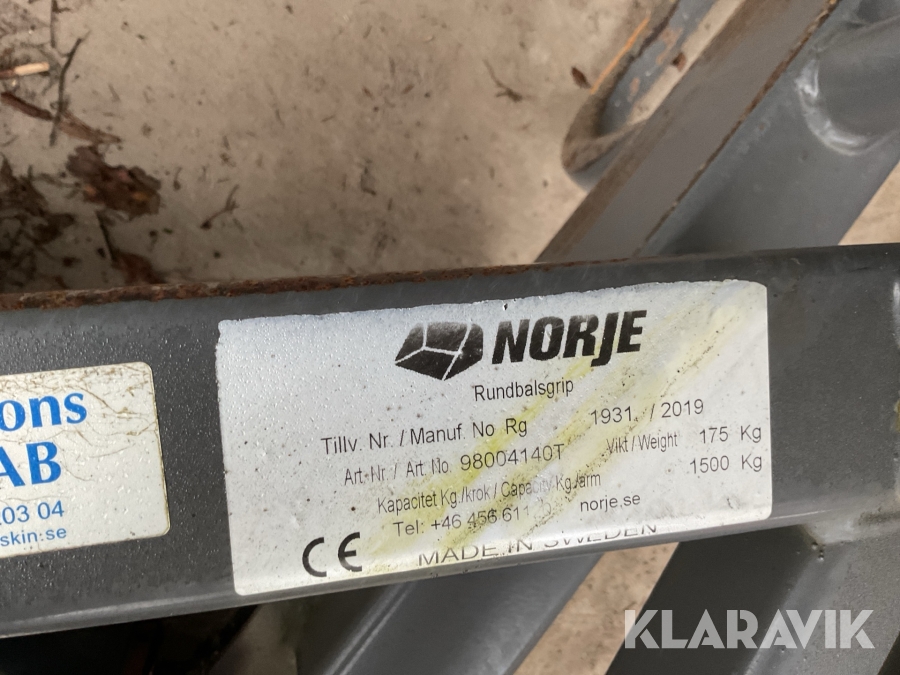 ons
AB
03 04
skin.se
NORJE
Rundbalsgrip
Tillv. Nr. / Manuf. No Rg 1931. / 2019
Art-Nr. / Art. No. 98004140T Vikt / Weight 175 Kg
Kapacitet Kg./krok / Capacity Kg./arm 1500 Kg
Tel: +46 456 611 norje.se
CE MADE IN SWEDEN
KLARAVIK